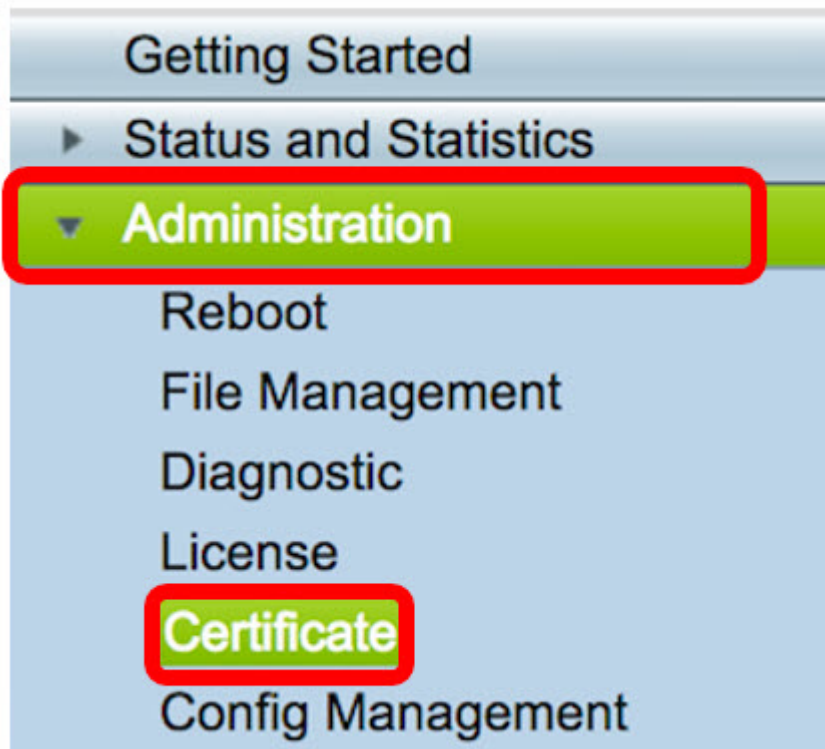 Getting Started
Status and Statistics
Administration
Reboot
File Management
Diagnostic
License
Certificate
Config Management